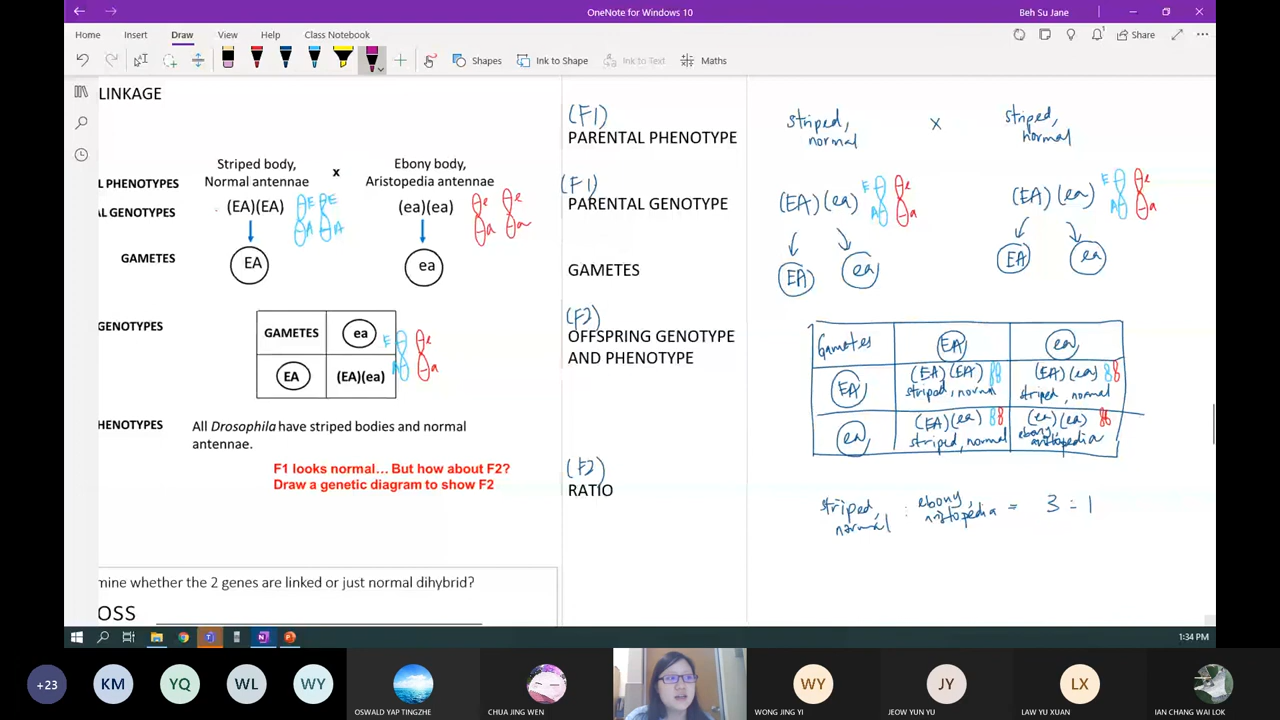 OneNote for Windows 10
Beh Su Jane
Home
Insert
Draw
View
Help
Class Notebook
Share
Shapes
Ink to Shape
Ink to Text
Maths
LINKAGE
Striped body,
Normal antennae
x
Ebony body,
Aristopedia antennae
L PHENOTYPES
AL GENOTYPES
(EA)(EA)
E E
A A
(ea)(ea)
e e
a a
GAMETES
EA
ea
GENOTYPES
GAMETES
ea
EA
(EA)(ea)
E e
A a
HENOTYPES
All Drosophila have striped bodies and normal
antennae.
F1 looks normal... But how about F2?
Draw a genetic diagram to show F2
mine whether the 2 genes are linked or just normal dihybrid?
OSS
(F1)
PARENTAL PHENOTYPE
striped,
normal
x
striped,
normal
(F1)
PARENTAL GENOTYPE
(EA)(ea)
E e
A a
(EA)(ea)
E e
A a
GAMETES
EA
ea
EA
ea
(F2)
OFFSPRING GENOTYPE
AND PHENOTYPE
Gametes
EA
ea
EA
(EA)(EA)
striped, normal
(EA)(ea)
striped, normal
ea
(EA)(ea)
striped, normal
(ea)(ea)
ebony,
aristopedia
(F2)
RATIO
striped,
normal
:
ebony,
aristopedia
= 3:1
1:34 PM
+23
KM
YQ
WL
WY
OSWALD YAP TINGZHE
CHUA JING WEN
WY
WONG JING YI
JY
JEOW YUN YU
LX
LAW YU XUAN
IAN CHANG WAI LOK